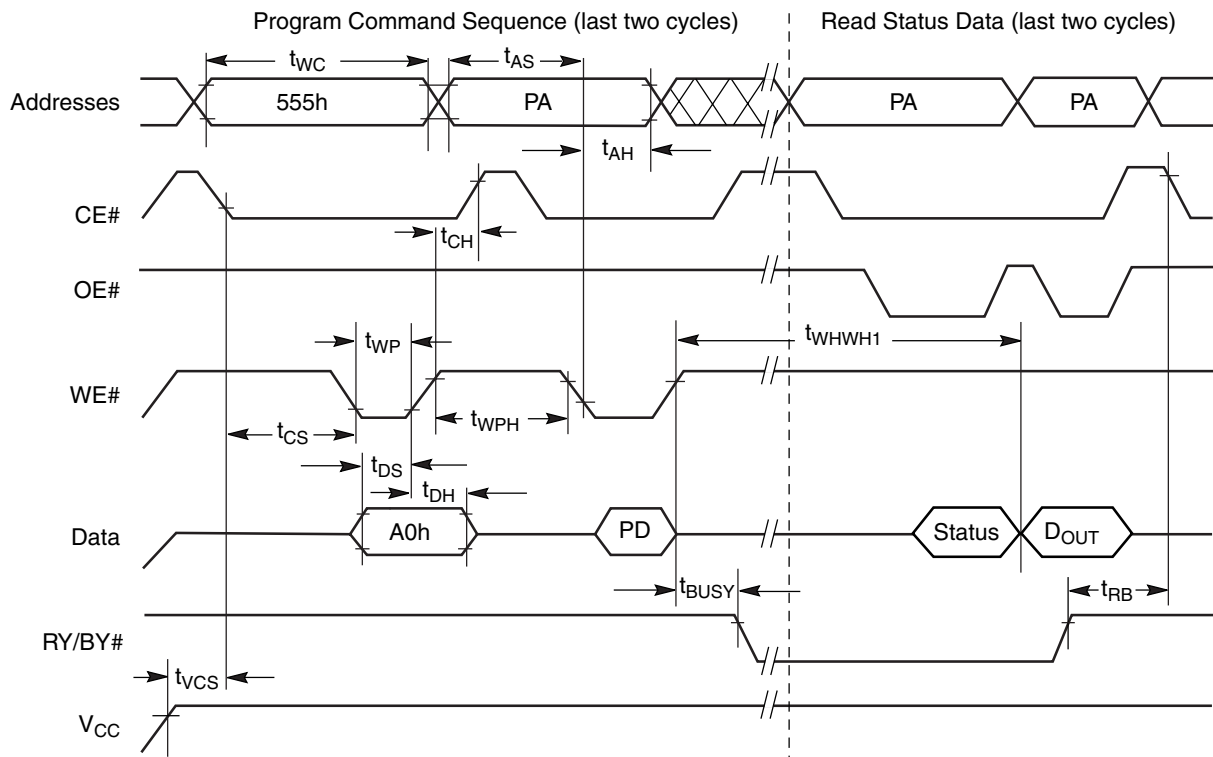 Program Command Sequence (last two cycles)
Read Status Data (last two cycles)
tWC
tAS
Addresses
555h
PA
PA
PA
tAH
CE#
tCH
OE#
tWP
tWHWH1
WE#
tWPH
tCS
tDS
tDH
Data
A0h
PD
Status
DOUT
tBUSY
tRB
RY/BY#
tVCS
VCC